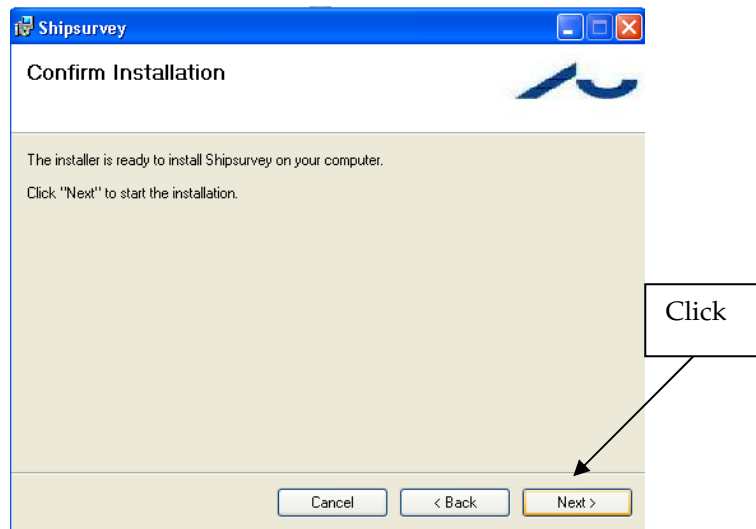 Shipsurvey
Confirm Installation
The installer is ready to install Shipsurvey on your computer.
Click "Next" to start the installation.
Click
Cancel
< Back
Next >